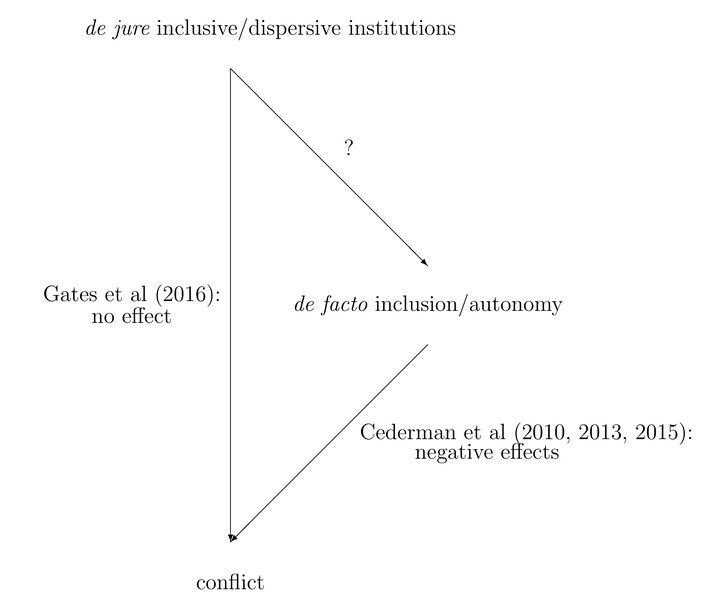 de jure inclusive/dispersive institutions
?
Gates et al (2016):
no effect
de facto inclusion/autonomy
Cederman et al (2010, 2013, 2015):
negative effects
conflict